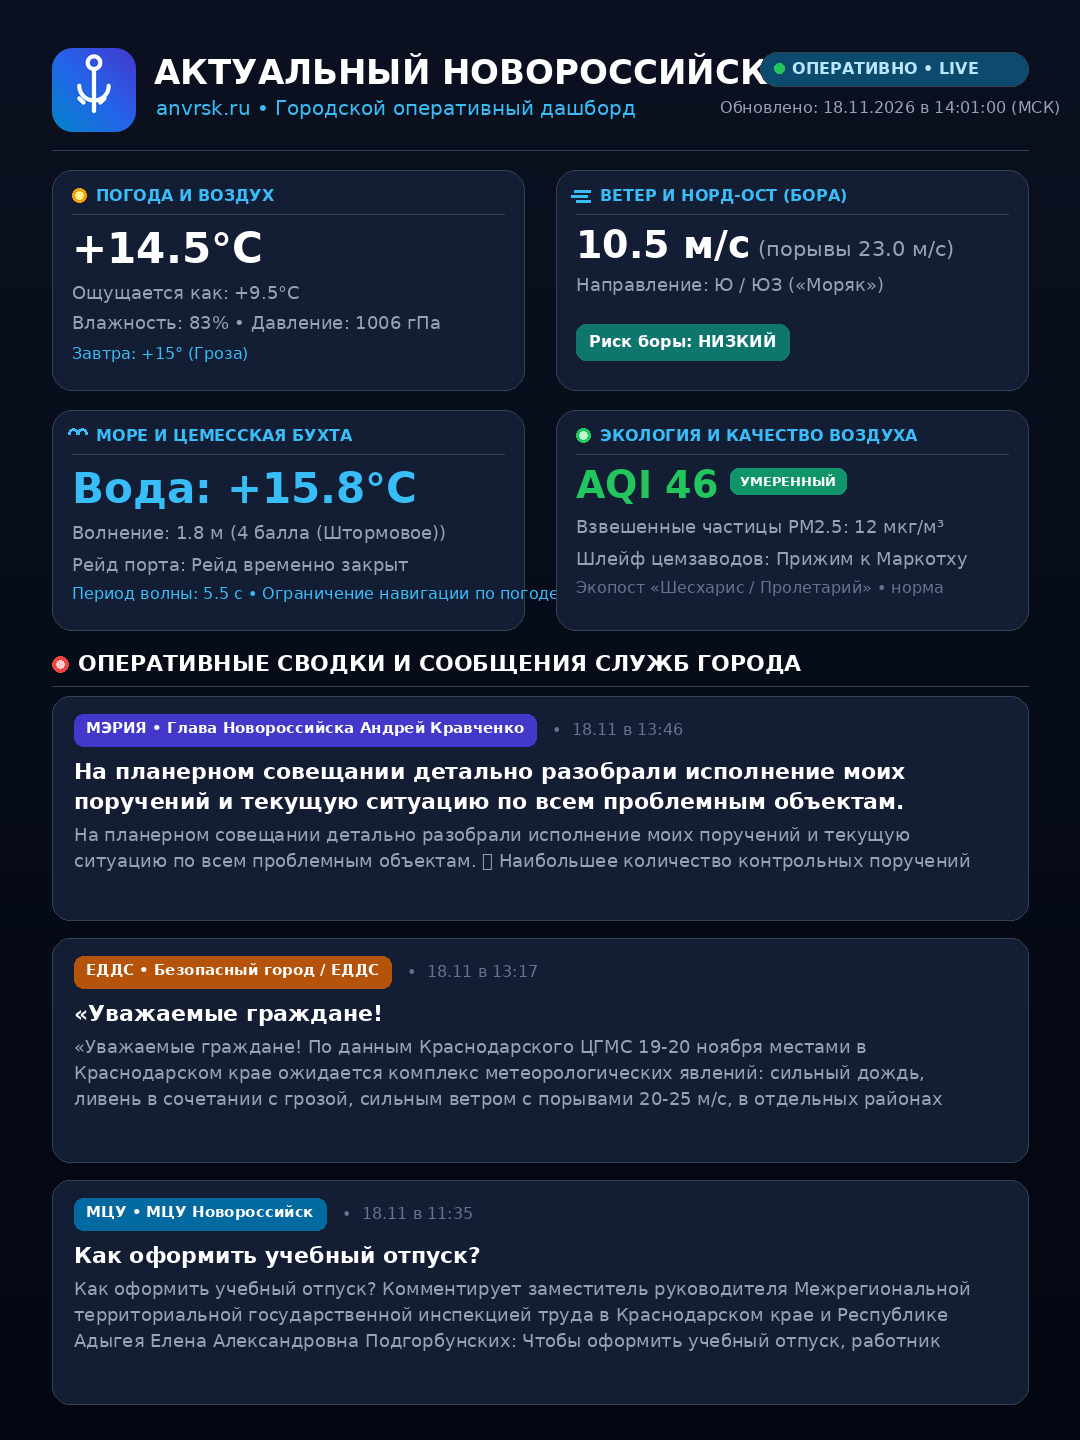 АКТУАЛЬНЫЙ НОВОРОССИЙСК
ОПЕРАТИВНО • LIVE
anvrsk.ru • Городской оперативный дашборд
Обновлено: 18.11.2026 в 14:01:00 (МСК)
ПОГОДА И ВОЗДУХ
+14.5°C
Ощущается как: +9.5°C
Влажность: 83% • Давление: 1006 гПа
Завтра: +15° (Гроза)
ВЕТЕР И НОРД-ОСТ (БОРА)
10.5 м/с (порывы 23.0 м/с)
Направление: Ю / ЮЗ («Моряк»)
Риск боры: НИЗКИЙ
МОРЕ И ЦЕМЕССКАЯ БУХТА
Вода: +15.8°C
Волнение: 1.8 м (4 балла (Штормовое))
Рейд порта: Рейд временно закрыт
Период волны: 5.5 с • Ограничение навигации по погоде
ЭКОЛОГИЯ И КАЧЕСТВО ВОЗДУХА
AQI 46 УМЕРЕННЫЙ
Взвешенные частицы PM2.5: 12 мкг/м³
Шлейф цемзаводов: Прижим к Маркотху
Экопост «Шесхарис / Пролетарий» • норма
ОПЕРАТИВНЫЕ СВОДКИ И СООБЩЕНИЯ СЛУЖБ ГОРОДА
МЭРИЯ • Глава Новороссийска Андрей Кравченко • 18.11 в 13:46
На планерном совещании детально разобрали исполнение моих
поручений и текущую ситуацию по всем проблемным объектам.
На планерном совещании детально разобрали исполнение моих поручений и текущую
ситуацию по всем проблемным объектам. Наибольшее количество контрольных поручений
ЕДДС • Безопасный город / ЕДДС • 18.11 в 13:17
«Уважаемые граждане!
«Уважаемые граждане! По данным Краснодарского ЦГМС 19-20 ноября местами в
Краснодарском крае ожидается комплекс метеорологических явлений: сильный дождь,
ливень в сочетании с грозой, сильным ветром с порывами 20-25 м/с, в отдельных районах
МЦУ • МЦУ Новороссийск • 18.11 в 11:35
Как оформить учебный отпуск?
Как оформить учебный отпуск? Комментирует заместитель руководителя Межрегиональной
территориальной государственной инспекцией труда в Краснодарском крае и Республике
Адыгея Елена Александровна Подгорбунских: Чтобы оформить учебный отпуск, работник